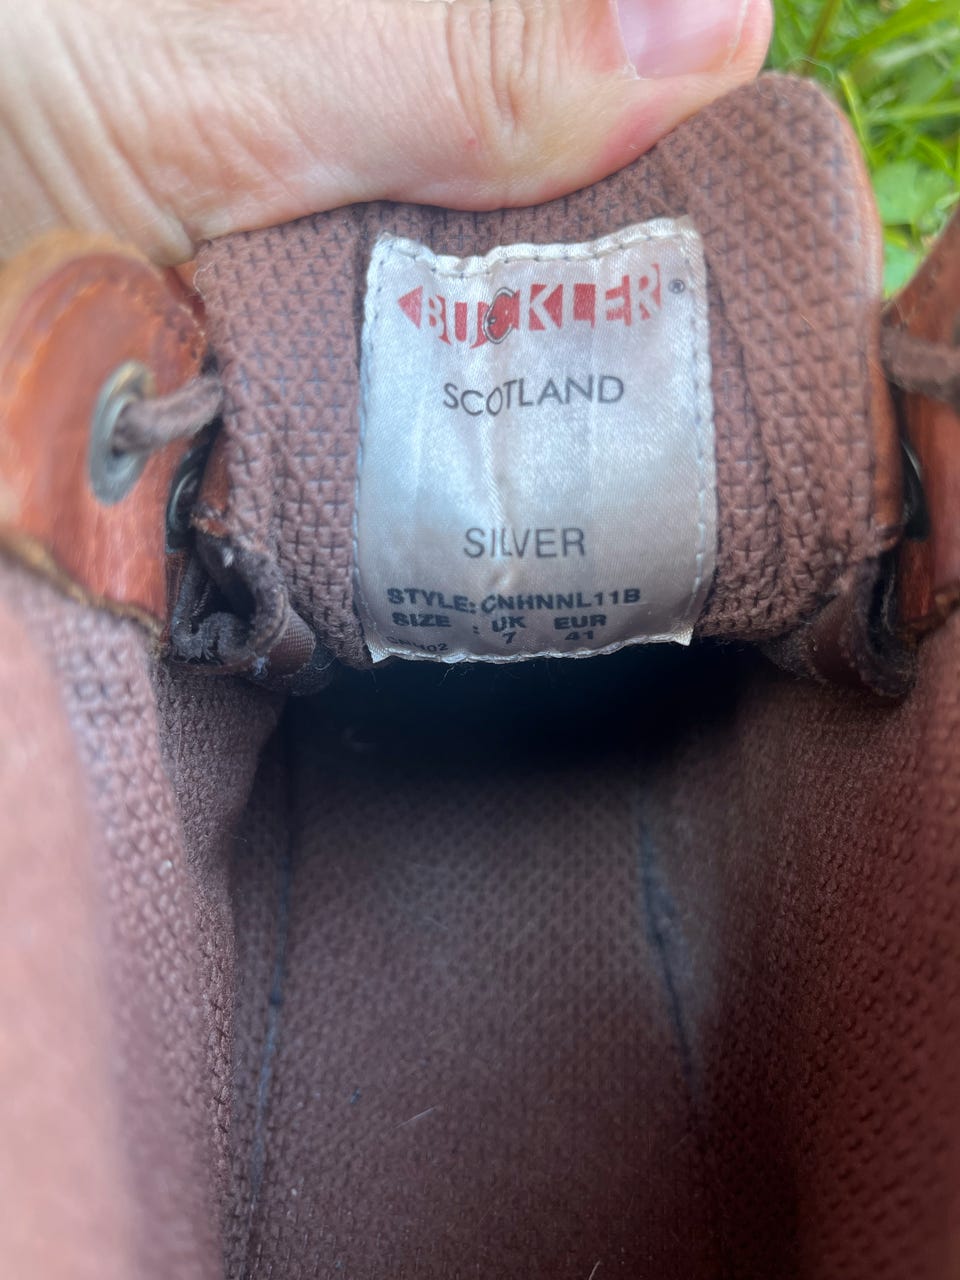 BUCKLER®
SCOTLAND
SILVER
STYLE: CNHNNL11B
SIZE : UK EUR
7 41